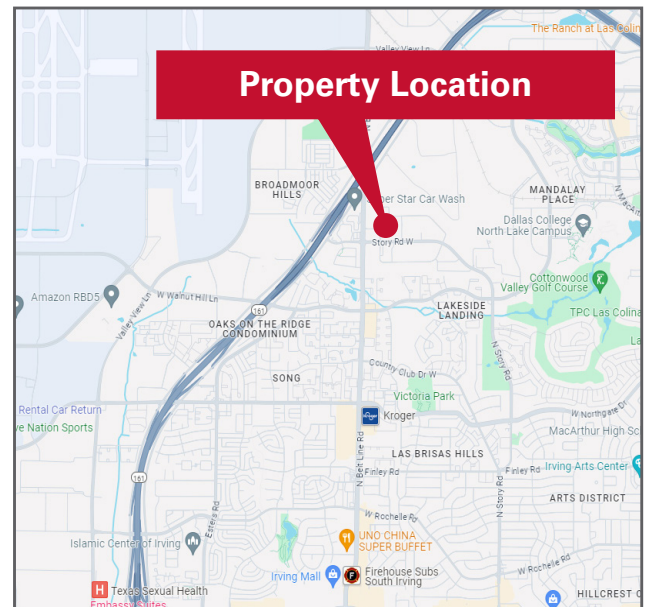 The Ranch at Las Colin
Valley View Ln
Property Location
BROADMOOR
HILLS
er Star Car Wash
MANDALAY
PLACE
N MacArt
Dallas College
North Lake Campus
Story Rd W
Cottonwood
Valley Golf Course
Amazon RBD5
W Walnut Hill Ln
Valley View Ln
161
LAKESIDE
LANDING
TPC Las Colina
La
OAKS ON THE RIDGE
CONDOMINIUM
N Story Rd
Country Club Dr W
SONG
Victoria Park
Rental Car Return
ve Nation Sports
Kroger
W Northgate Dr
MacArthur High Sc
N Belt Line Rd
LAS BRISAS HILLS
Finley Rd
Finley Rd
Irving Arts Center
161
ARTS DISTRICT
Esters Rd
N Story Rd
W Rochelle Rd
Islamic Center of Irving
UNO CHINA
SUPER BUFFET
W Rochelle Rd
Irving Mall
Firehouse Subs
South Irving
H
Texas Sexual Health
HILLCREST O
Embassy Suites